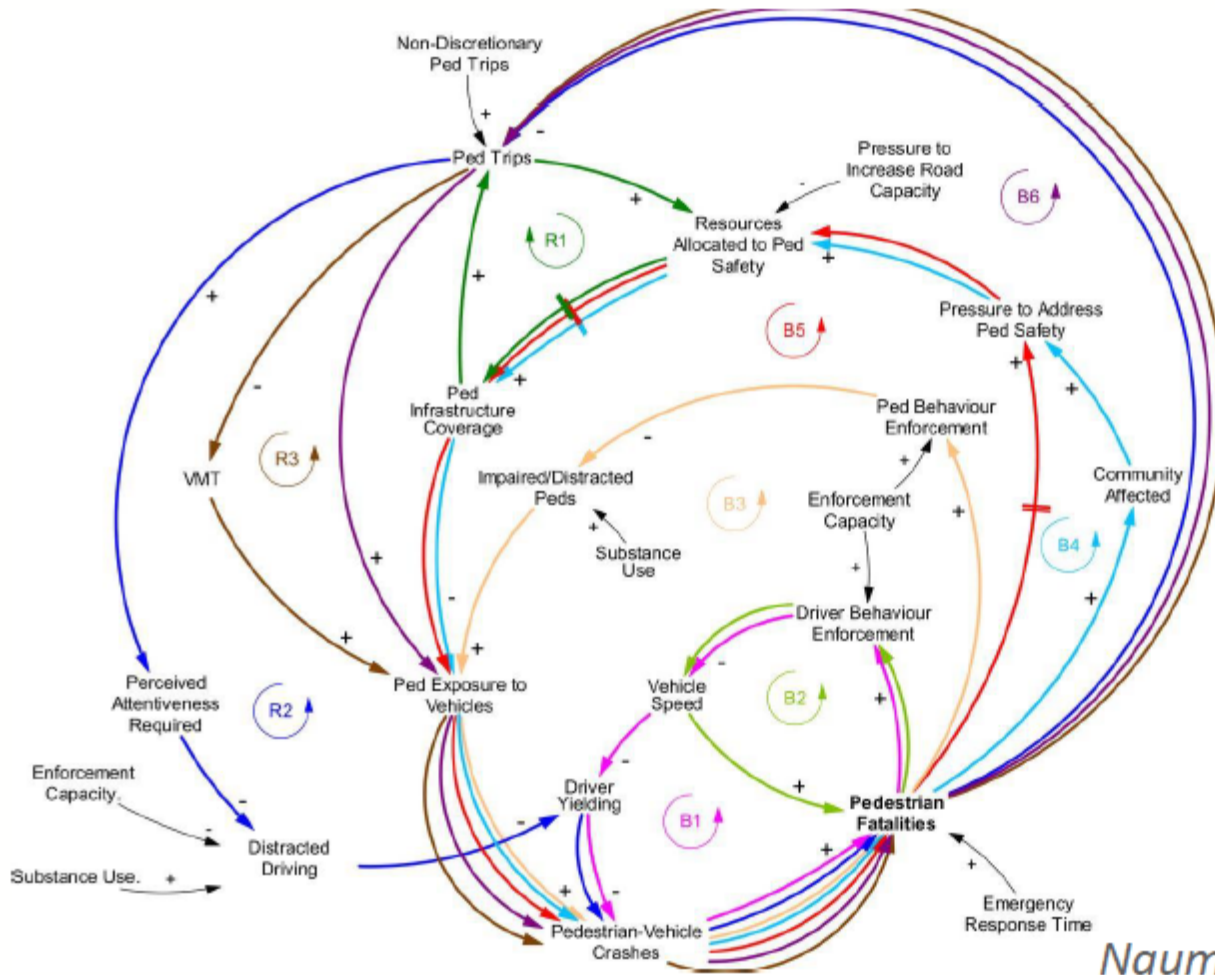 Non-Discretionary
Ped Trips
+
-
Ped Trips
Pressure to
Increase Road
Capacity
-
B6
+
+
R1
Resources
Allocated to Ped
Safety
+
+
+
B5
Pressure to Address
Ped Safety
+
+
-
+
Ped
Infrastructure
Coverage
Ped Behaviour
Enforcement
-
VMT
R3
Impaired/Distracted
Peds
+
B3
Enforcement
Capacity
+
+
Community
Affected
Substance
Use
B4
+
+
-
+
+
Driver Behaviour
Enforcement
+
Perceived
Attentiveness
Required
R2
Ped Exposure to
Vehicles
Vehicle
Speed
-
B2
+
Enforcement
Capacity.
-
-
-
Driver
Yielding
-
+
Pedestrian
Fatalities
B1
Substance Use.
+
Distracted
Driving
+
-
+
+
Pedestrian-Vehicle
Crashes
Emergency
Response Time
Naum